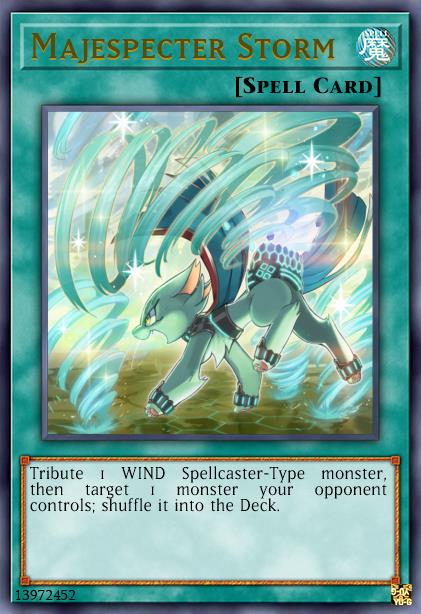 Majespecter Storm
[Spell Card]
Tribute 1 WIND Spellcaster-Type monster,
then target 1 monster your opponent
controls; shuffle it into the Deck.
13972452